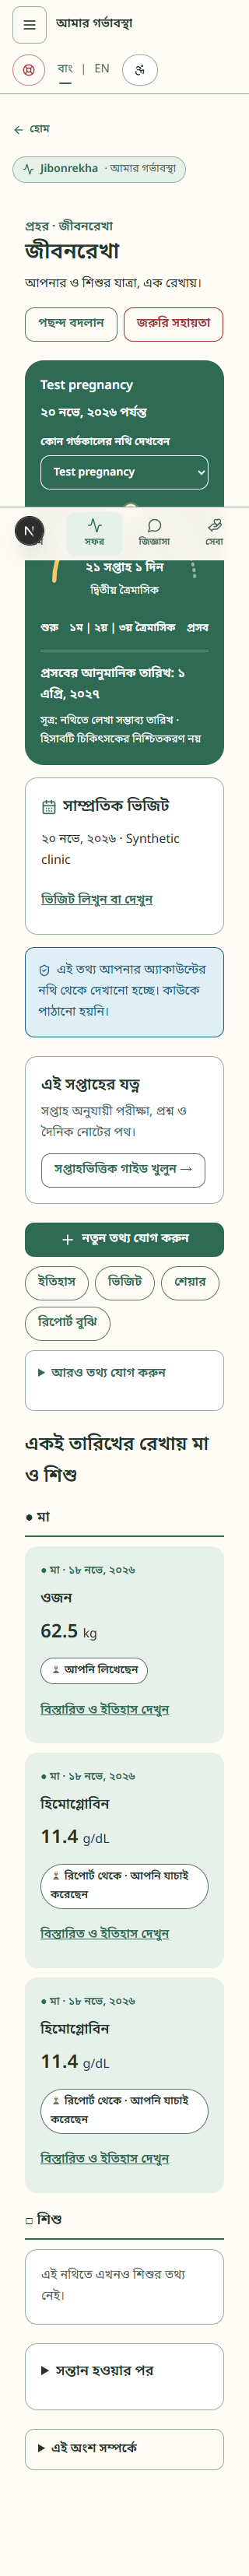 আমার গর্ভাবস্থা
বাং | EN
← হোম
Jibonrekha · আমার গর্ভাবস্থা
প্রহর · জীবনরেখা
জীবনরেখা
আপনার ও শিশুর যাত্রা, এক রেখায়।
পছন্দ বদলান
জরুরি সহায়তা
Test pregnancy
২০ নভে, ২০২৬ পর্যন্ত
কোন গর্ভকালের নথি দেখবেন
Test pregnancy
N
সফর
জিজ্ঞাসা
সেবা
২১ সপ্তাহ ১ দিন
দ্বিতীয় ত্রৈমাসিক
শুরু ১ম | ২য় | ৩য় ত্রৈমাসিক প্রসব
প্রসবের আনুমানিক তারিখ: ১
এপ্রি, ২০২৭
সূত্র: নথিতে লেখা সম্ভাব্য তারিখ ·
হিসাবটি চিকিৎসকের নিশ্চিতকরণ নয়
সাম্প্রতিক ভিজিট
২০ নভে, ২০২৬ · Synthetic
clinic
ভিজিট লিখুন বা দেখুন
এই তথ্য আপনার অ্যাকাউন্টের
নথি থেকে দেখানো হচ্ছে। কাউকে
পাঠানো হয়নি।
এই সপ্তাহের যত্ন
সপ্তাহ অনুযায়ী পরীক্ষা, প্রশ্ন ও
দৈনিক নোটের পথ।
সপ্তাহভিত্তিক গাইড খুলুন →
+ নতুন তথ্য যোগ করুন
ইতিহাস
ভিজিট
শেয়ার
রিপোর্ট বুঝি
▶ আরও তথ্য যোগ করুন
একই তারিখের রেখায় মা
ও শিশু
● মা
● মা · ১৮ নভে, ২০২৬
ওজন
62.5 kg
আপনি লিখেছেন
বিস্তারিত ও ইতিহাস দেখুন
● মা · ১৮ নভে, ২০২৬
হিমোগ্লোবিন
11.4 g/dL
রিপোর্ট থেকে · আপনি যাচাই
করেছেন
বিস্তারিত ও ইতিহাস দেখুন
● মা · ১৮ নভে, ২০২৬
হিমোগ্লোবিন
11.4 g/dL
রিপোর্ট থেকে · আপনি যাচাই
করেছেন
বিস্তারিত ও ইতিহাস দেখুন
□ শিশু
এই নথিতে এখনও শিশুর তথ্য
নেই।
▶ সন্তান হওয়ার পর
▶ এই অংশ সম্পর্কে